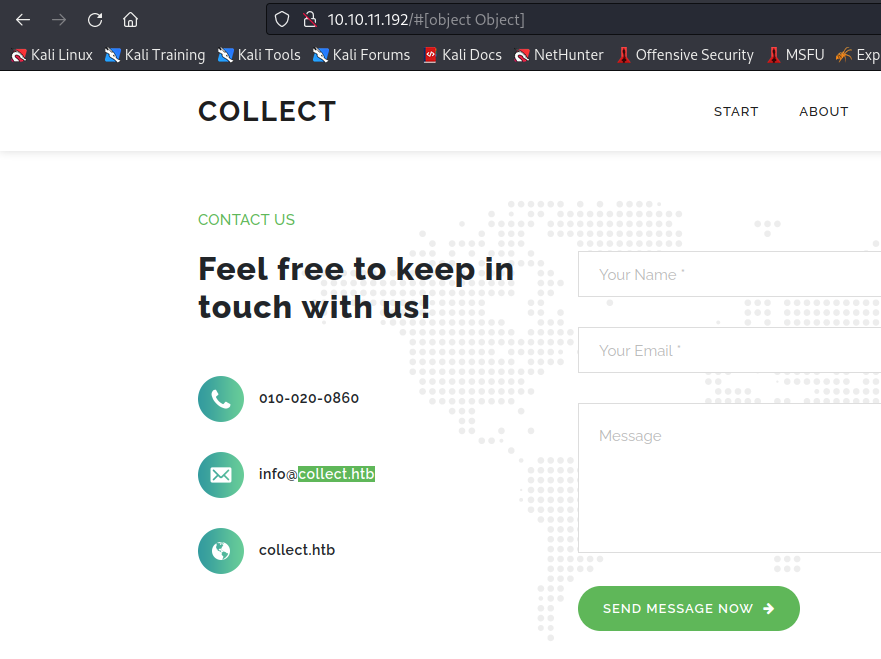 10.10.11.192/#[object Object]
Kali Linux Kali Training Kali Tools Kali Forums Kali Docs NetHunter Offensive Security MSFU Exp
COLLECT START ABOUT
CONTACT US
Feel free to keep in
touch with us!
Your Name *
Your Email *
010-020-0860
Message
info@collect.htb
collect.htb
SEND MESSAGE NOW